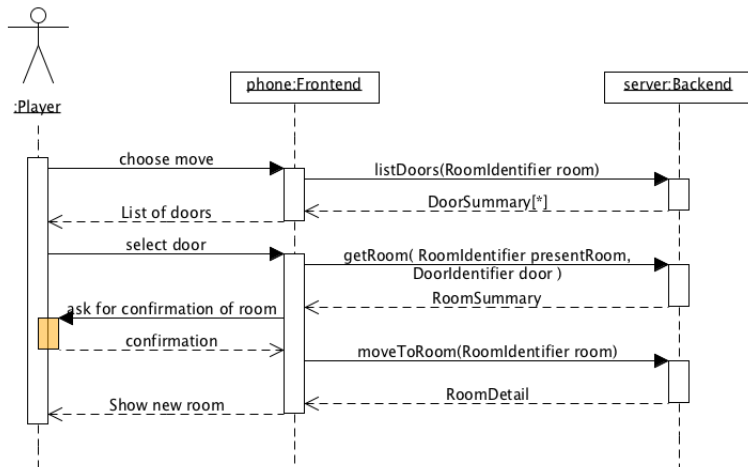 :Player
phone:Frontend
server:Backend
choose move
listDoors(RoomIdentifier room)
DoorSummary[*]
List of doors
select door
getRoom( RoomIdentifier presentRoom,
DoorIdentifier door )
RoomSummary
ask for confirmation of room
confirmation
moveToRoom(RoomIdentifier room)
RoomDetail
Show new room